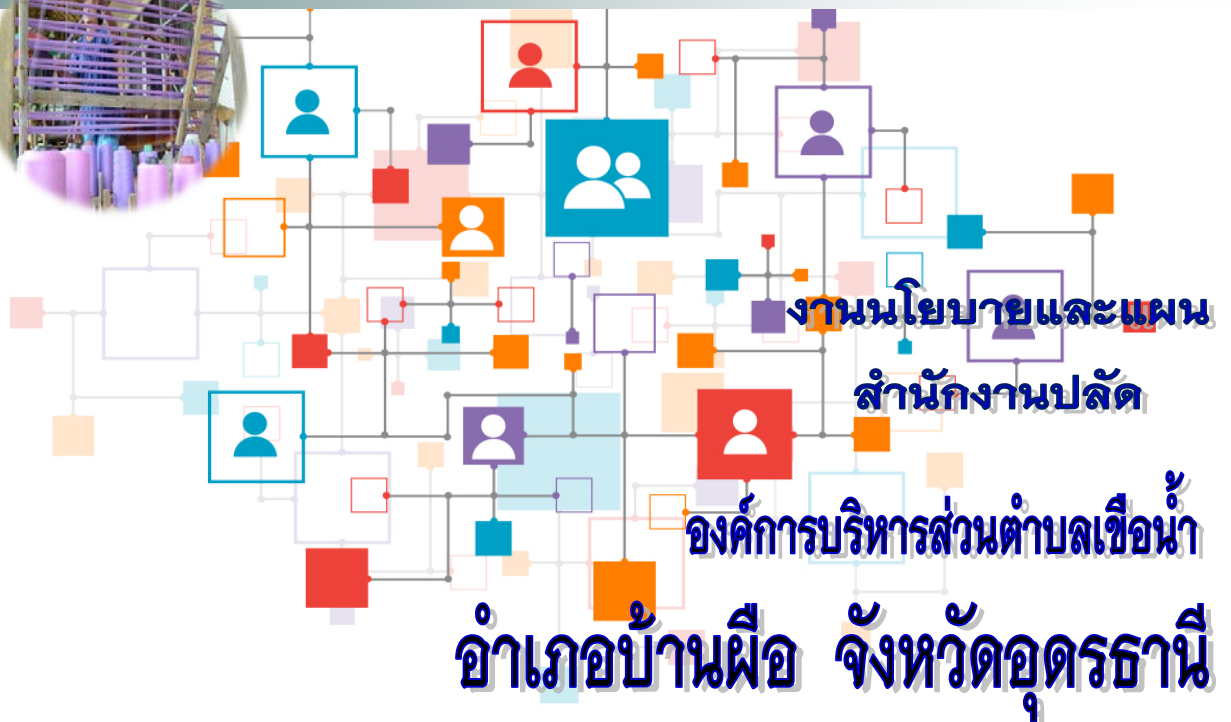 งานนโยบายและแผน
สำนักงานปลัด
องค์การบริหารส่วนตำบลเขือน้ำ
อำเภอบ้านผือ จังหวัดอุดรธานี